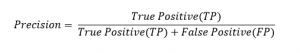 Precision = True Positive(TP) / True Positive(TP) + False Positive(FP)